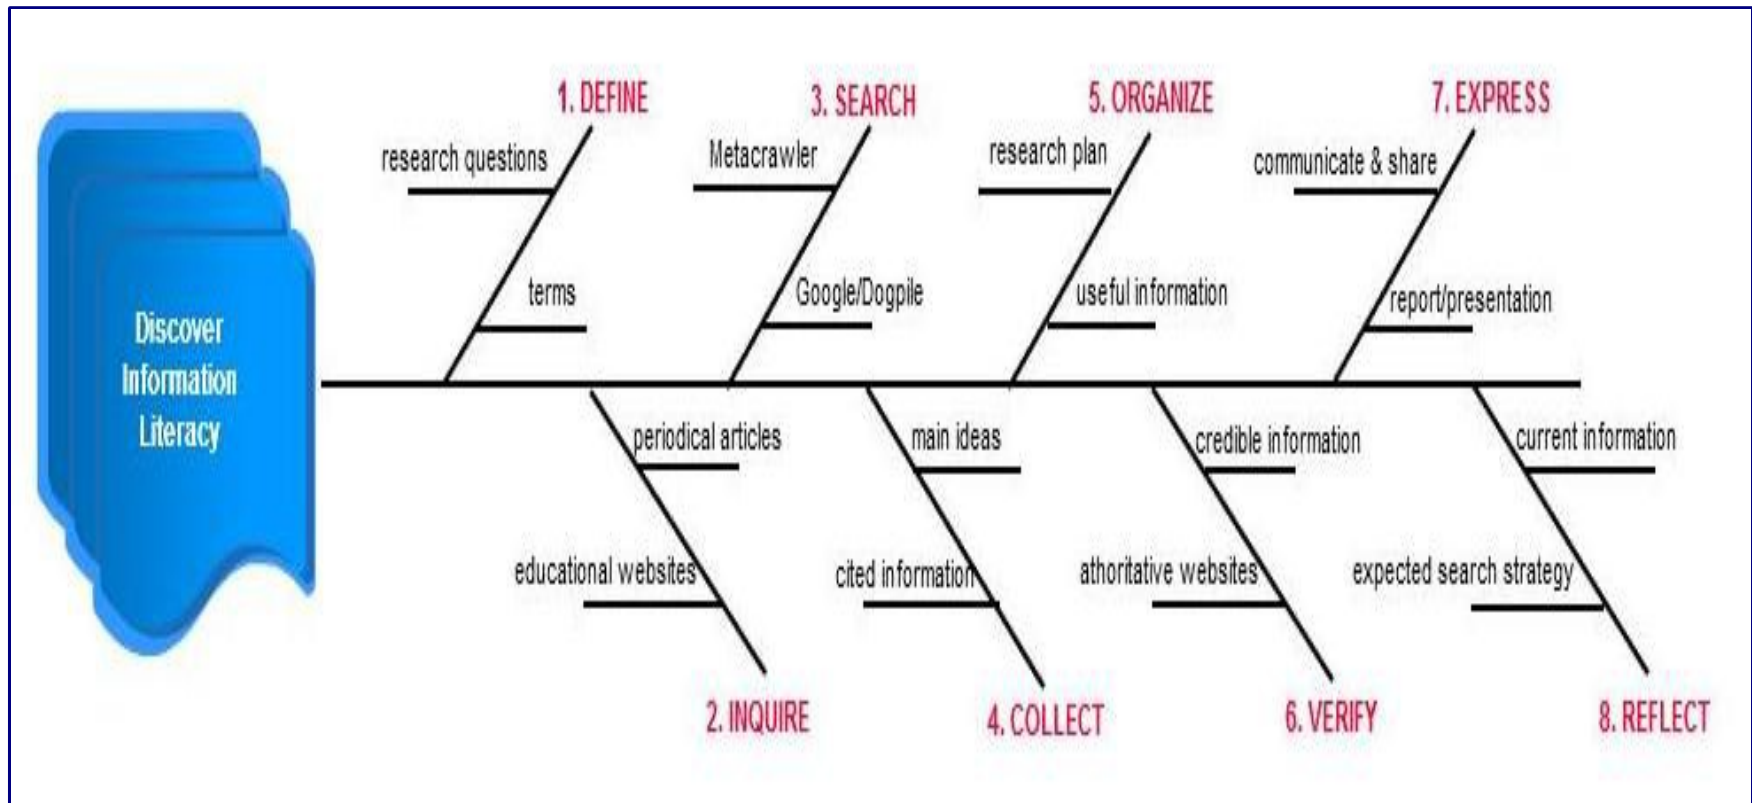 1. DEFINE
3. SEARCH
5. ORGANIZE
7. EXPRESS
research questions
Metacrawler
research plan
communicate & share
terms
Google/Dogpile
useful information
report/presentation
Discover
Information
Literacy
periodical articles
main ideas
credible information
current information
educational websites
cited information
athoritative websites
expected search strategy
2. INQUIRE
4. COLLECT
6. VERIFY
8. REFLECT